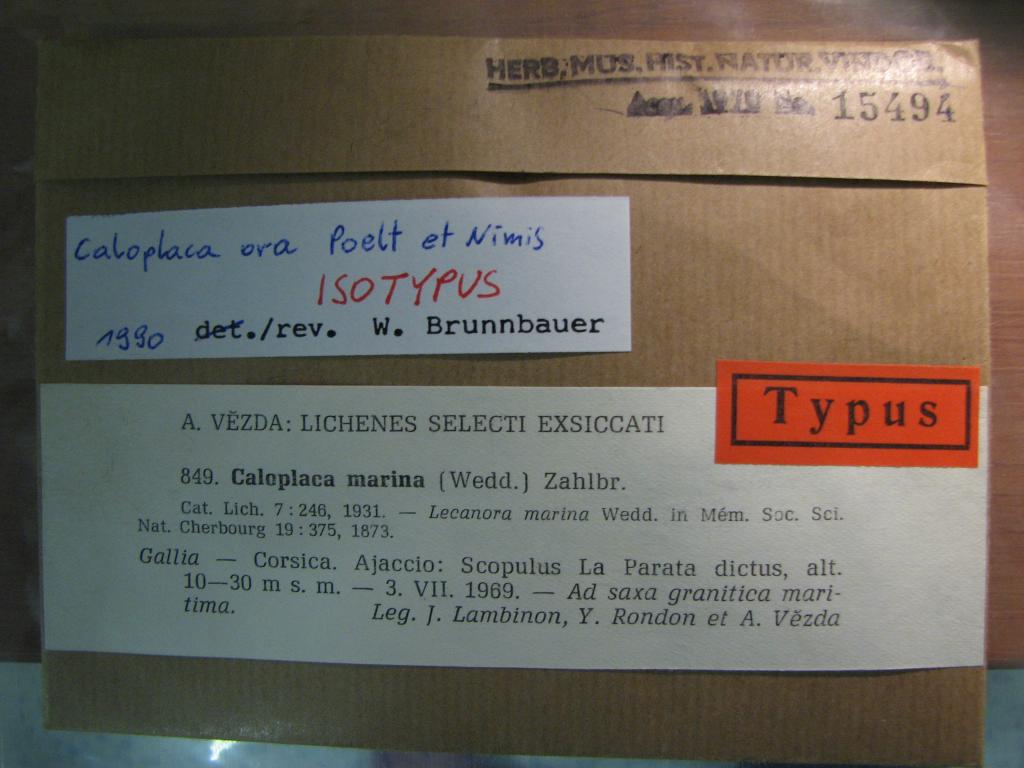 HERB. MUS. HIST. NATUR. VINDOB.
15494
Caloplaca ora Poelt et Nimis
ISOTYPUS
1990 det./rev. W. Brunnbauer
Typus
A. VĚZDA: LICHENES SELECTI EXSICCATI
849. Caloplaca marina (Wedd.) Zahlbr.
Cat. Lich. 7 : 246, 1931. — Lecanora marina Wedd. in Mém. Soc. Sci.
Nat. Cherbourg 19 : 375, 1873.
Gallia — Corsica. Ajaccio: Scopulus La Parata dictus, alt.
10—30 m s. m. — 3. VII. 1969. — Ad saxa granitica mari-
tima. Leg. J. Lambinon, Y. Rondon et A. Vězda